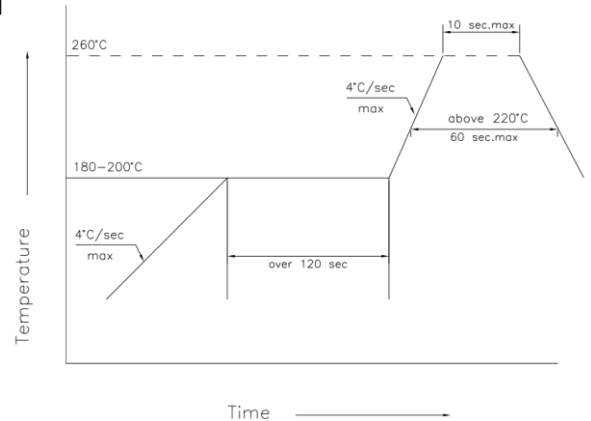 10 sec.max
260°C
4°C/sec
max
above 220°C
60 sec.max
180-200°C
4°C/sec
max
over 120 sec
Temperature
Time